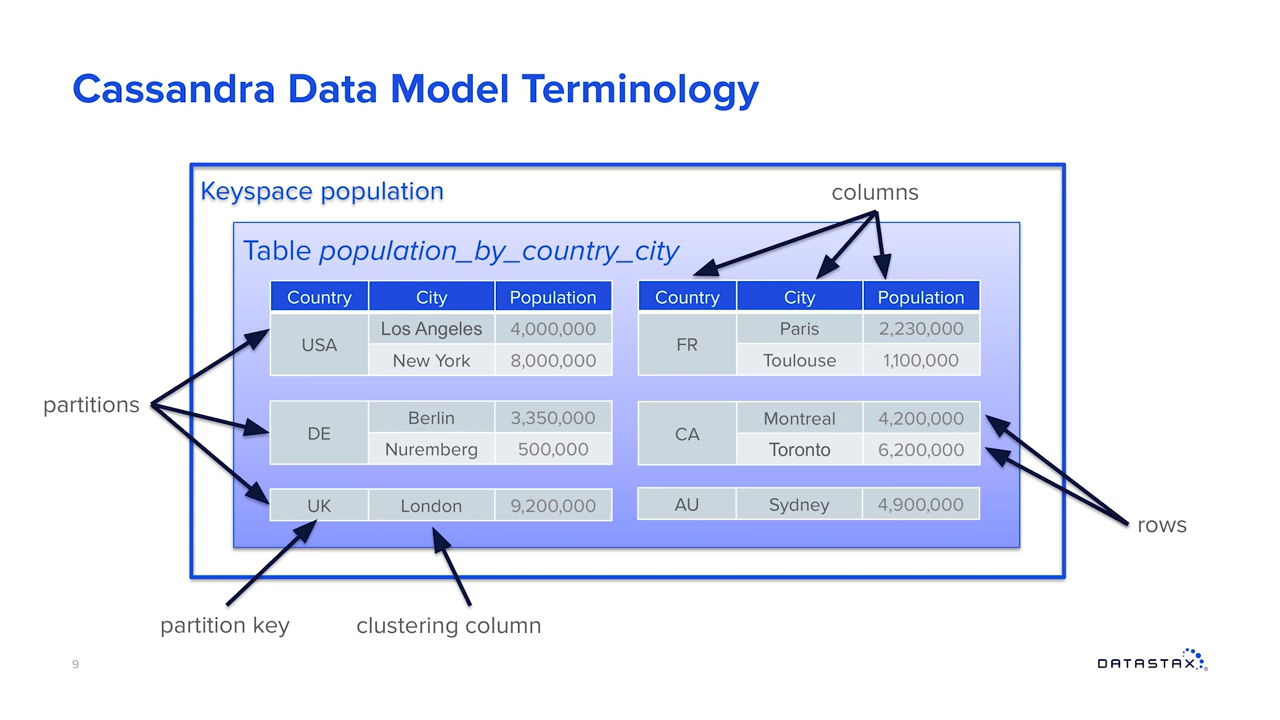 Cassandra Data Model Terminology
Keyspace population
columns
Table population_by_country_city
Country City Population
USA
Los Angeles 4,000,000
New York 8,000,000
DE
Berlin 3,350,000
Nuremberg 500,000
UK London 9,200,000
Country City Population
FR
Paris 2,230,000
Toulouse 1,100,000
CA
Montreal 4,200,000
Toronto 6,200,000
AU Sydney 4,900,000
partitions
rows
partition key
clustering column
9
DATASTAX